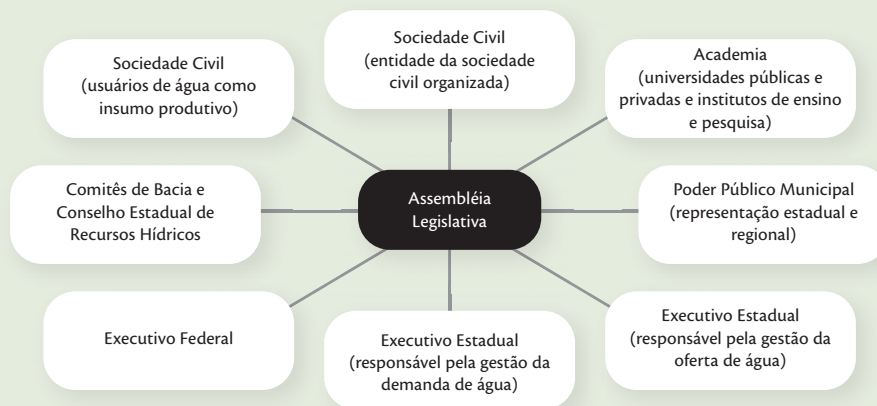 Sociedade Civil
(usuários de água como
insumo produtivo)
Sociedade Civil
(entidade da sociedade
civil organizada)
Academia
(universidades públicas e
privadas e institutos de ensino
e pesquisa)
Comitês de Bacia e
Conselho Estadual de
Recursos Hídricos
Assembléia
Legislativa
Poder Público Municipal
(representação estadual e
regional)
Executivo Federal
Executivo Estadual
(responsável pela gestão da
demanda de água)
Executivo Estadual
(responsável pela gestão da
oferta de água)